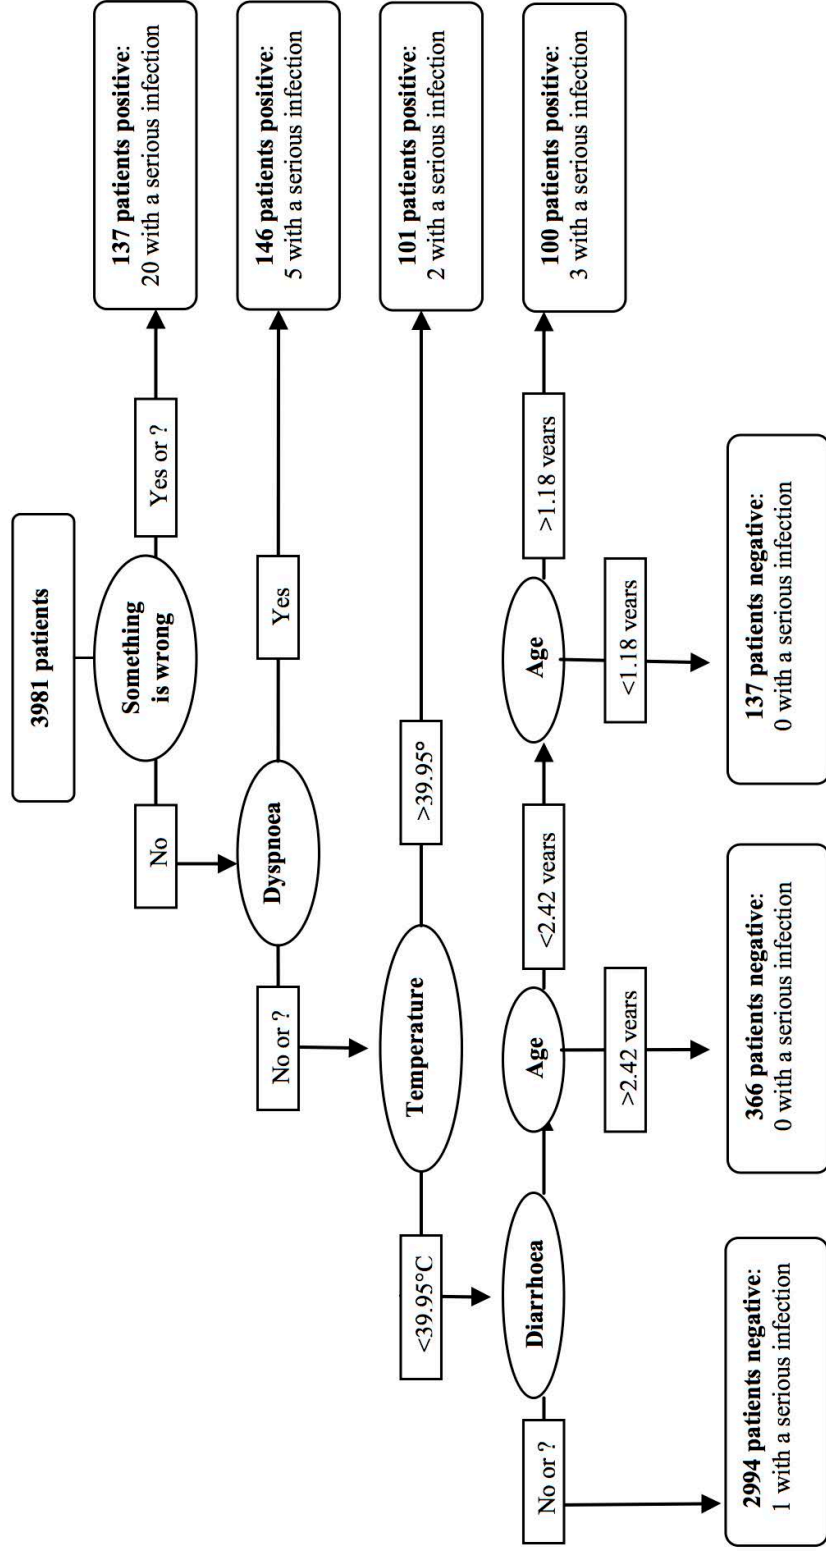 3981 patients
Something
is wrong
Yes or ?
137 patients positive:
20 with a serious infection
No
Dyspnoea
Yes
146 patients positive:
5 with a serious infection
No or ?
Temperature
>39.95°
101 patients positive:
2 with a serious infection
<39.95°C
Diarrhoea
No or ?
2994 patients negative:
1 with a serious infection
Age
>2.42 vears
366 patients negative:
0 with a serious infection
<2.42 vears
Age
<1.18 vears
137 patients negative:
0 with a serious infection
>1.18 vears
100 patients positive:
3 with a serious infection